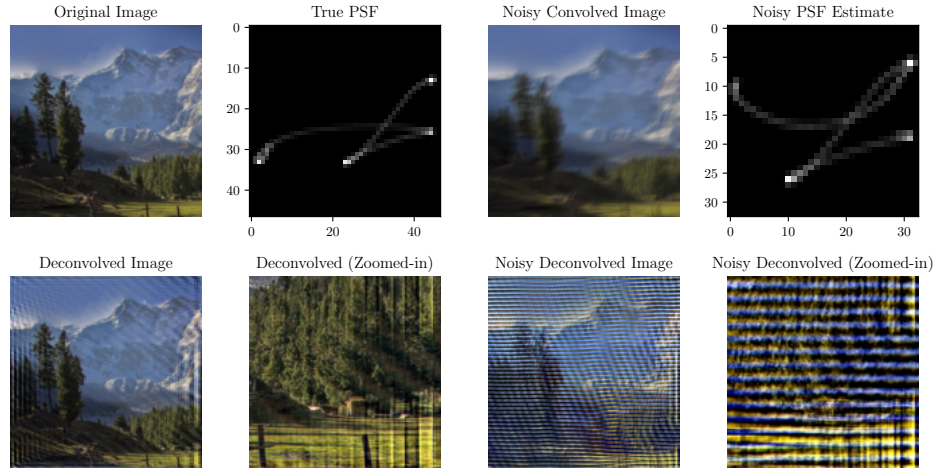 Original Image
True PSF
Noisy Convolved Image
Noisy PSF Estimate
0
10
20
30
40
0
20
40
0
5
10
15
20
25
30
0
10
20
30
Deconvolved Image
Deconvolved (Zoomed-in)
Noisy Deconvolved Image
Noisy Deconvolved (Zoomed-in)